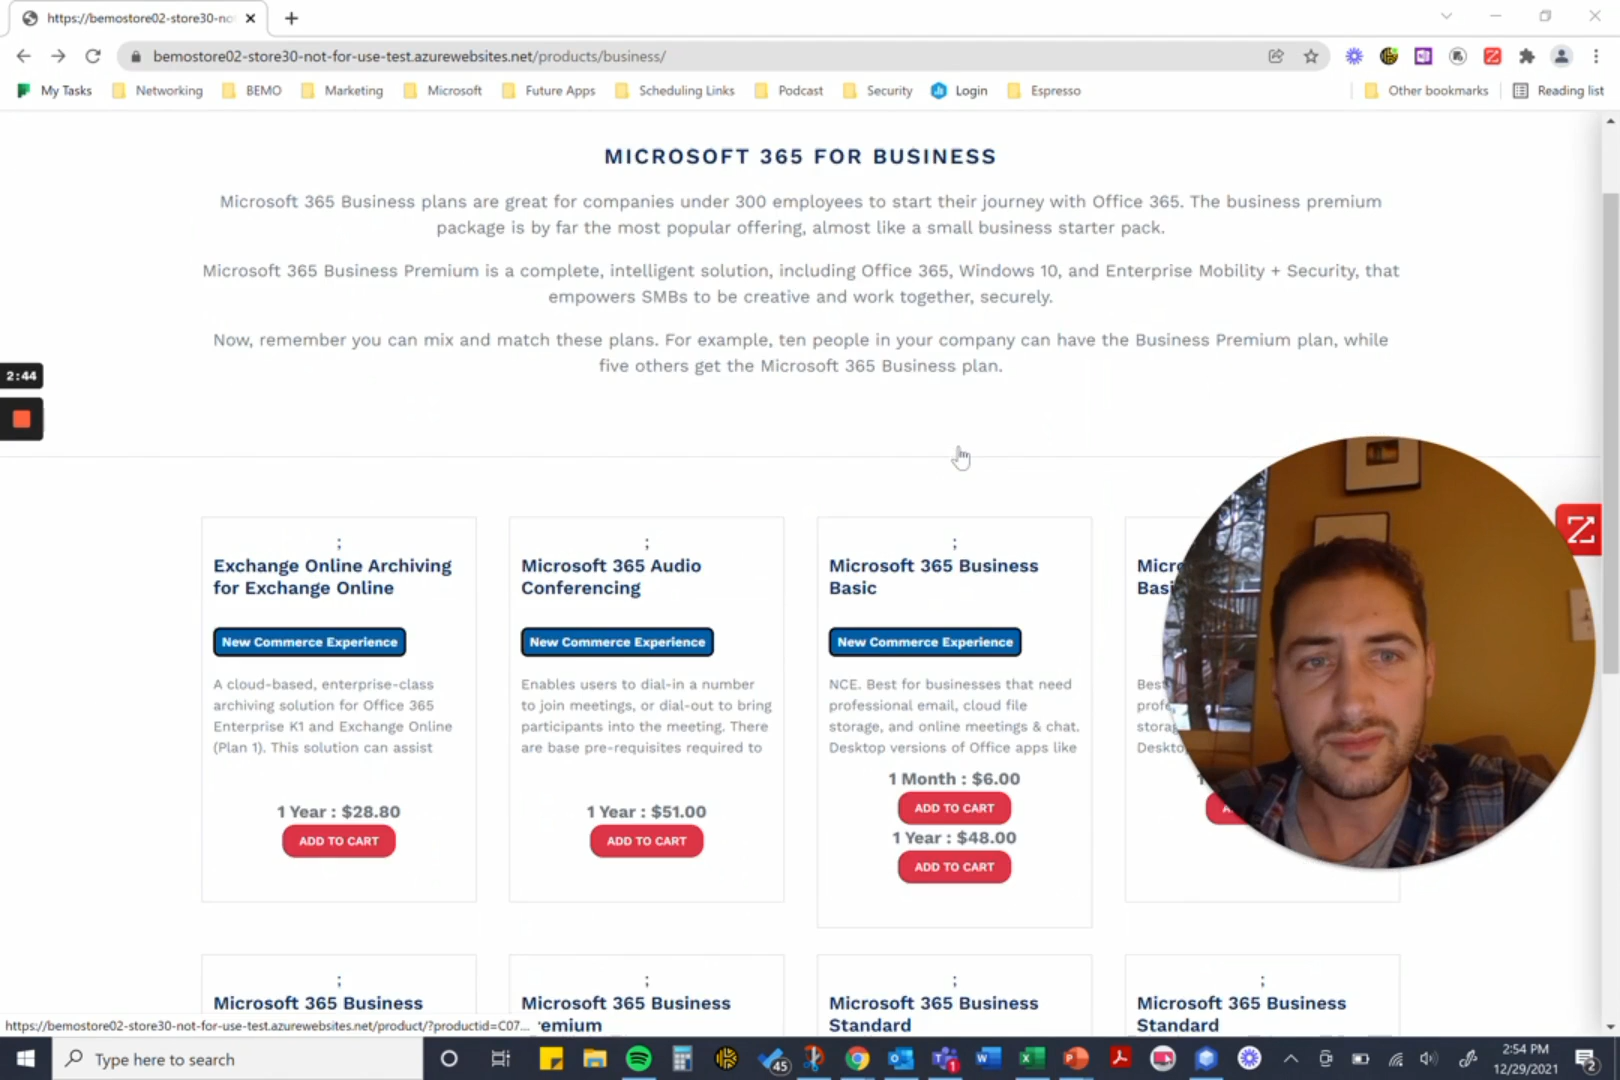 https://bemostore02-store30-no
bemostore02-store30-not-for-use-test.azurewebsites.net/products/business/
My Tasks
Networking
BEMO
Marketing
Microsoft
Future Apps
Scheduling Links
Podcast
Security
Login
Espresso
Other bookmarks
Reading list
MICROSOFT 365 FOR BUSINESS
Microsoft 365 Business plans are great for companies under 300 employees to start their journey with Office 365. The business premium
package is by far the most popular offering, almost like a small business starter pack.
Microsoft 365 Business Premium is a complete, intelligent solution, including Office 365, Windows 10, and Enterprise Mobility + Security, that
empowers SMBs to be creative and work together, securely.
Now, remember you can mix and match these plans. For example, ten people in your company can have the Business Premium plan, while
five others get the Microsoft 365 Business plan.
2:44
;
Exchange Online Archiving
for Exchange Online
New Commerce Experience
A cloud-based, enterprise-class
archiving solution for Office 365
Enterprise K1 and Exchange Online
(Plan 1). This solution can assist
1 Year : $28.80
ADD TO CART
;
Microsoft 365 Audio
Conferencing
New Commerce Experience
Enables users to dial-in a number
to join meetings, or dial-out to bring
participants into the meeting. There
are base pre-requisites required to
1 Year : $51.00
ADD TO CART
;
Microsoft 365 Business
Basic
New Commerce Experience
NCE. Best for businesses that need
professional email, cloud file
storage, and online meetings & chat.
Desktop versions of Office apps like
1 Month : $6.00
ADD TO CART
1 Year : $48.00
ADD TO CART
Micro
Basi
Best
profe
storag
Deskto
1
A
;
Microsoft 365 Business
;
Microsoft 365 Business
remium
;
Microsoft 365 Business
Standard
;
Microsoft 365 Business
Standard
https://bemostore02-store30-not-for-use-test.azurewebsites.net/product/?productid=C07...
Type here to search
45
1
2:54 PM
12/29/2021
2